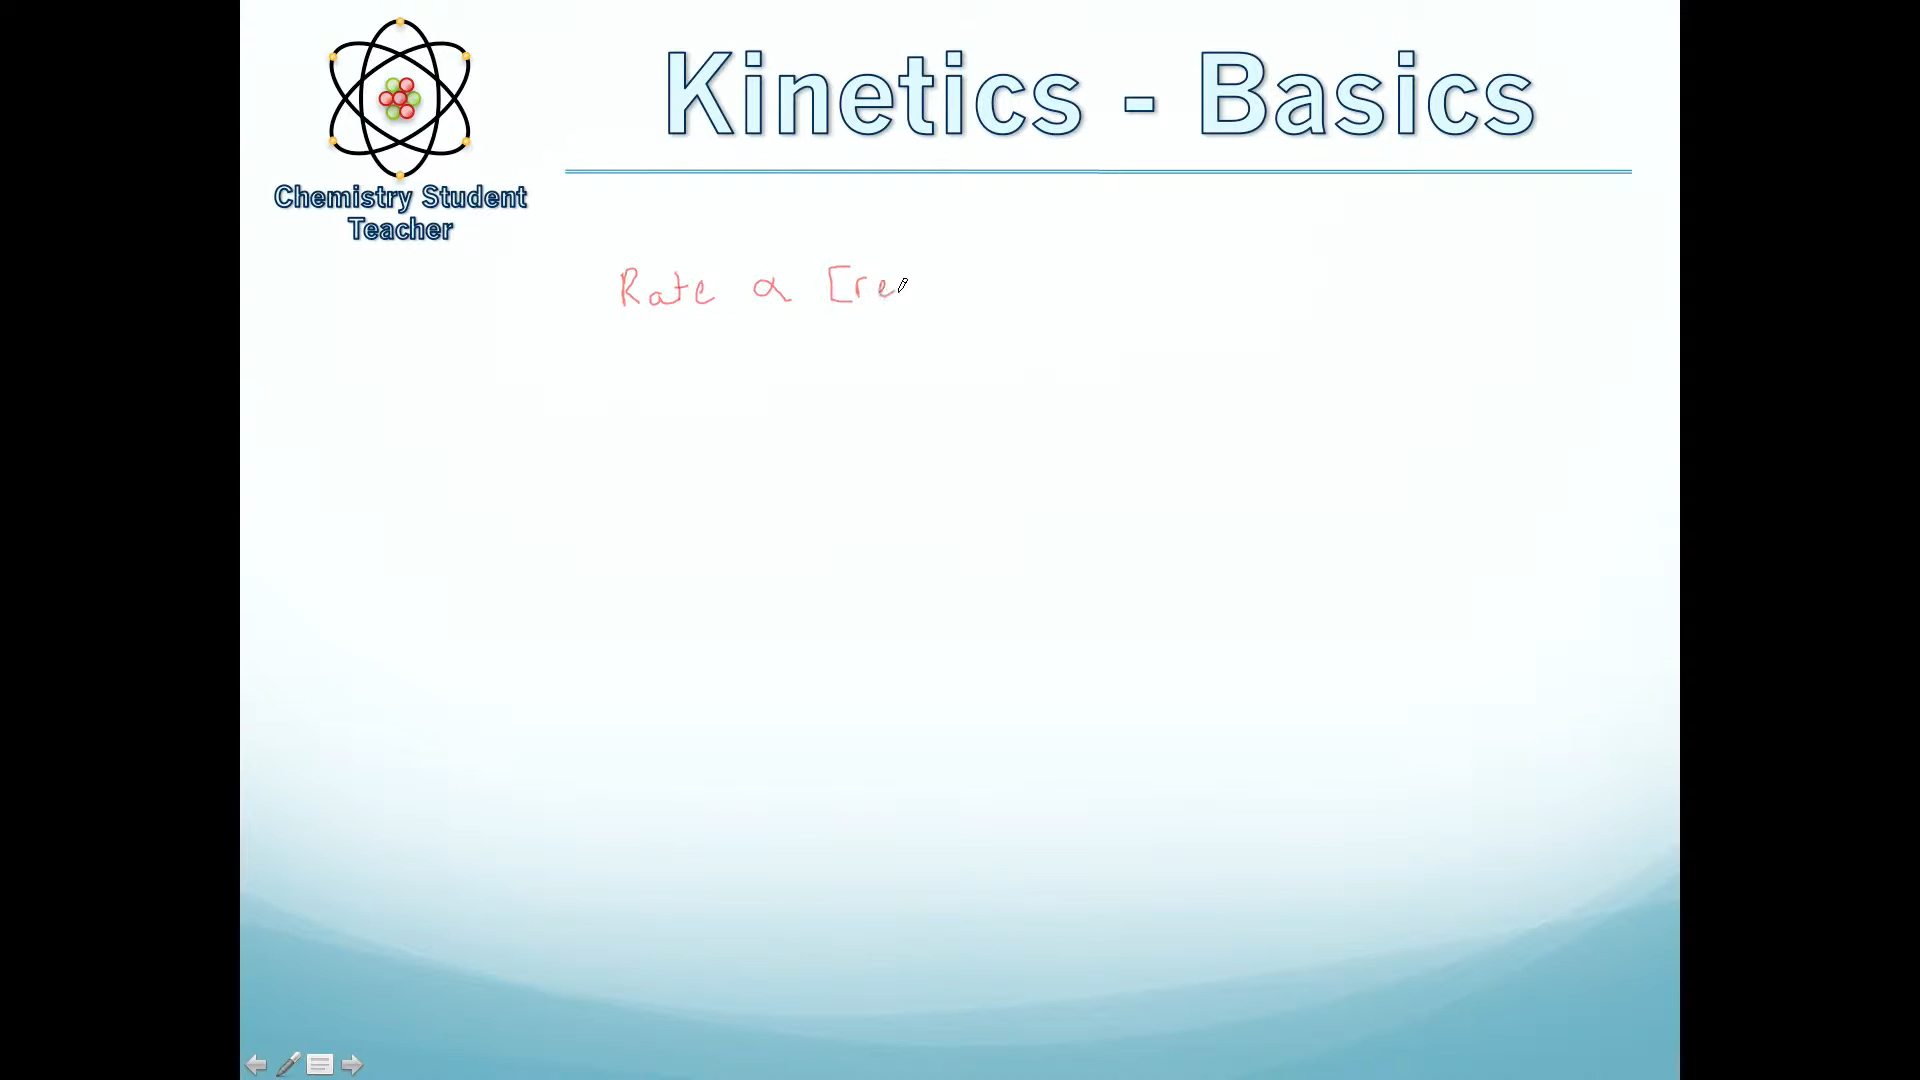 Kinetics - Basics
Chemistry Student
Teacher
Rate ∝ [re